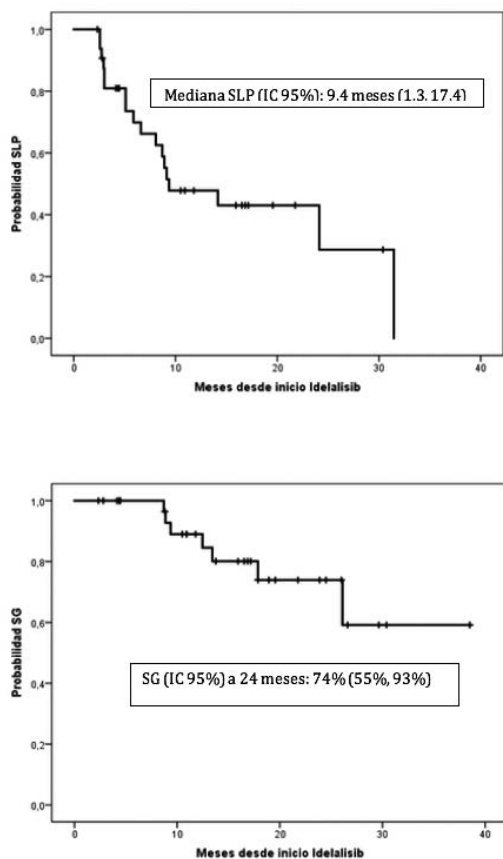 1,0
Mediana SLP (IC 95%): 9.4 meses (1.3, 17.4)
0,8
0,6
Probabilidad SLP
0,4
0,2
0,0
0 10 20 30 40
Meses desde inicio Idelalisib
1,0
0,8
0,6
Probabilidad SG
SG (IC 95%) a 24 meses: 74% (55%, 93%)
0,4
0,2
0,0
0 10 20 30 40
Meses desde inicio Idelalisib